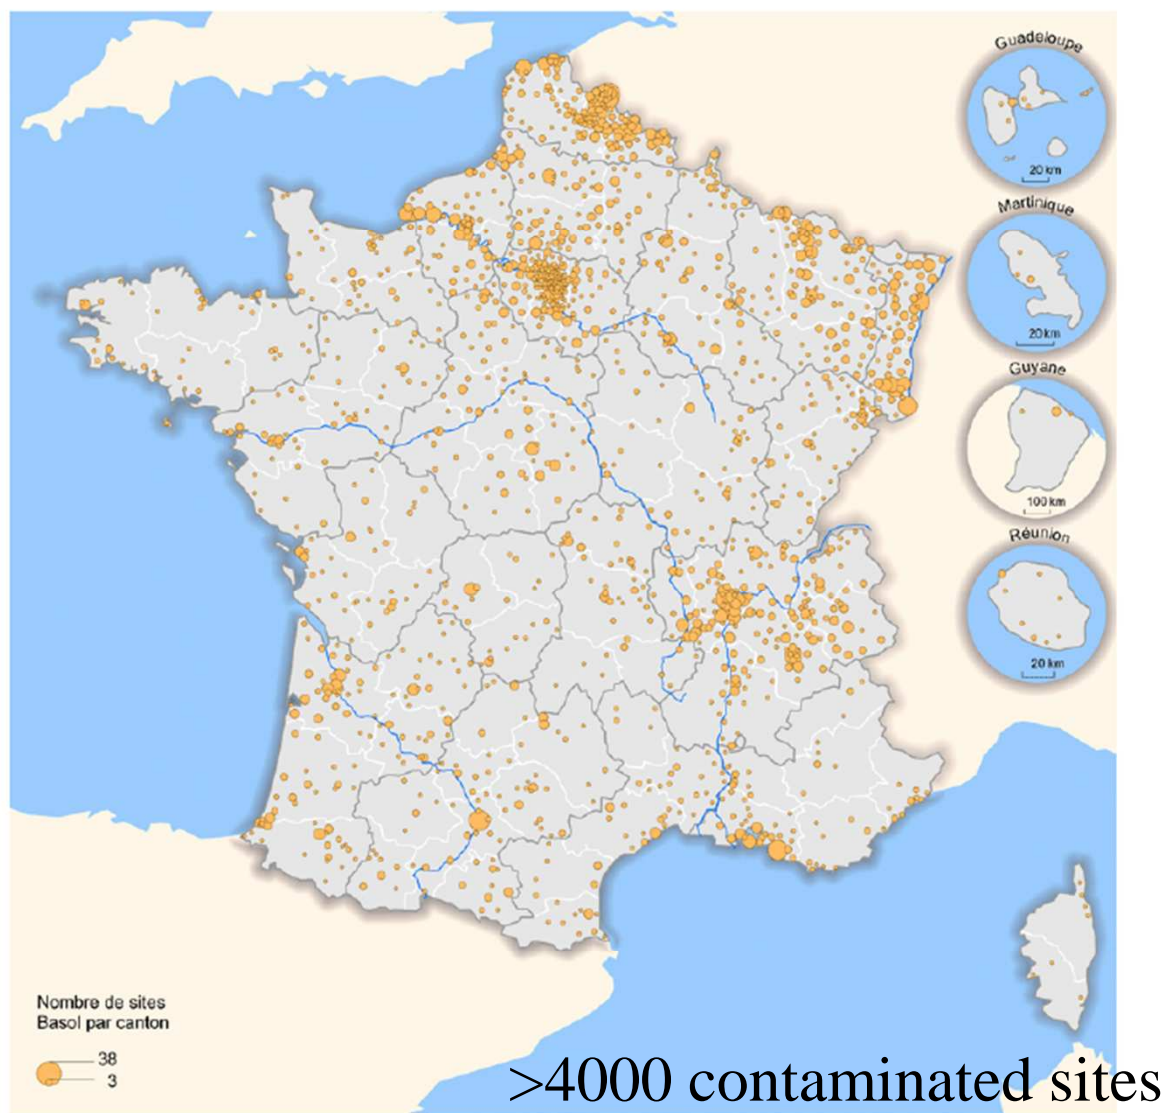 Guadeloupe
20 km
Martinique
20 km
Guyane
100 km
Réunion
20 km
Nombre de sites
Basol par canton
38
3
>4000 contaminated sites